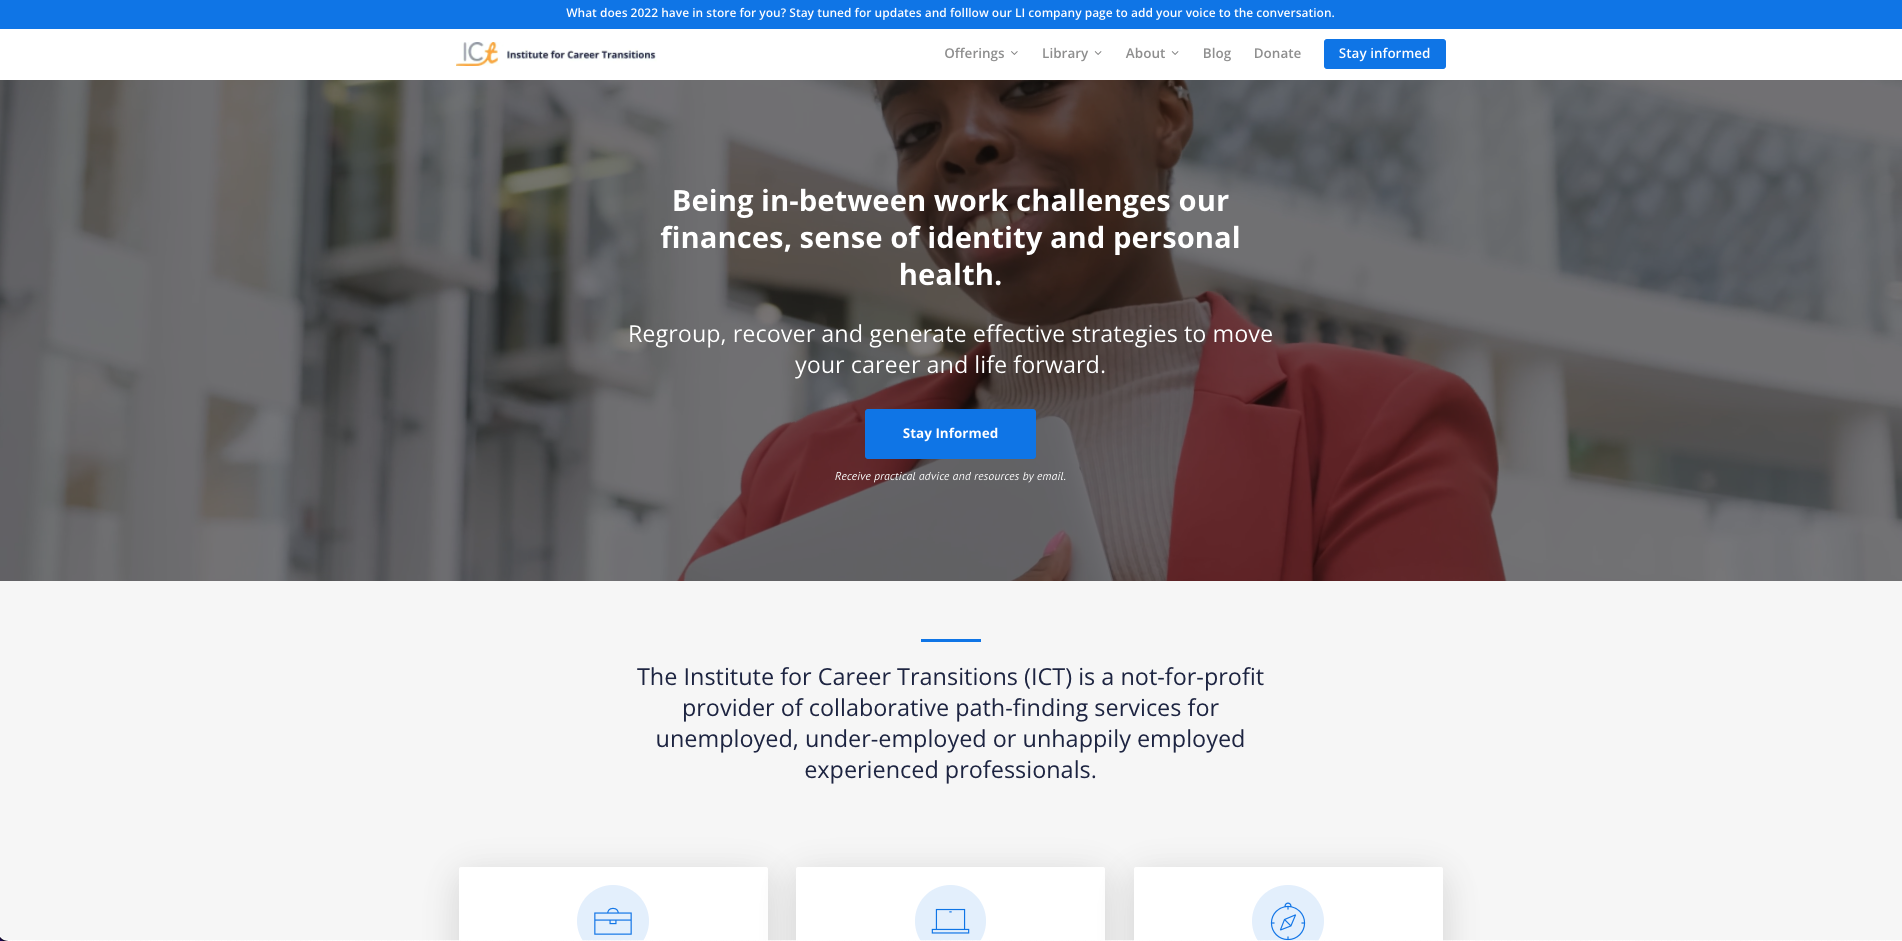 What does 2022 have in store for you? Stay tuned for updates and folllow our LI company page to add your voice to the conversation.
ICt Institute for Career Transitions
Offerings Library About Blog Donate Stay informed
Being in-between work challenges our
finances, sense of identity and personal
health.
Regroup, recover and generate effective strategies to move
your career and life forward.
Stay Informed
Receive practical advice and resources by email.
The Institute for Career Transitions (ICT) is a not-for-profit
provider of collaborative path-finding services for
unemployed, under-employed or unhappily employed
experienced professionals.